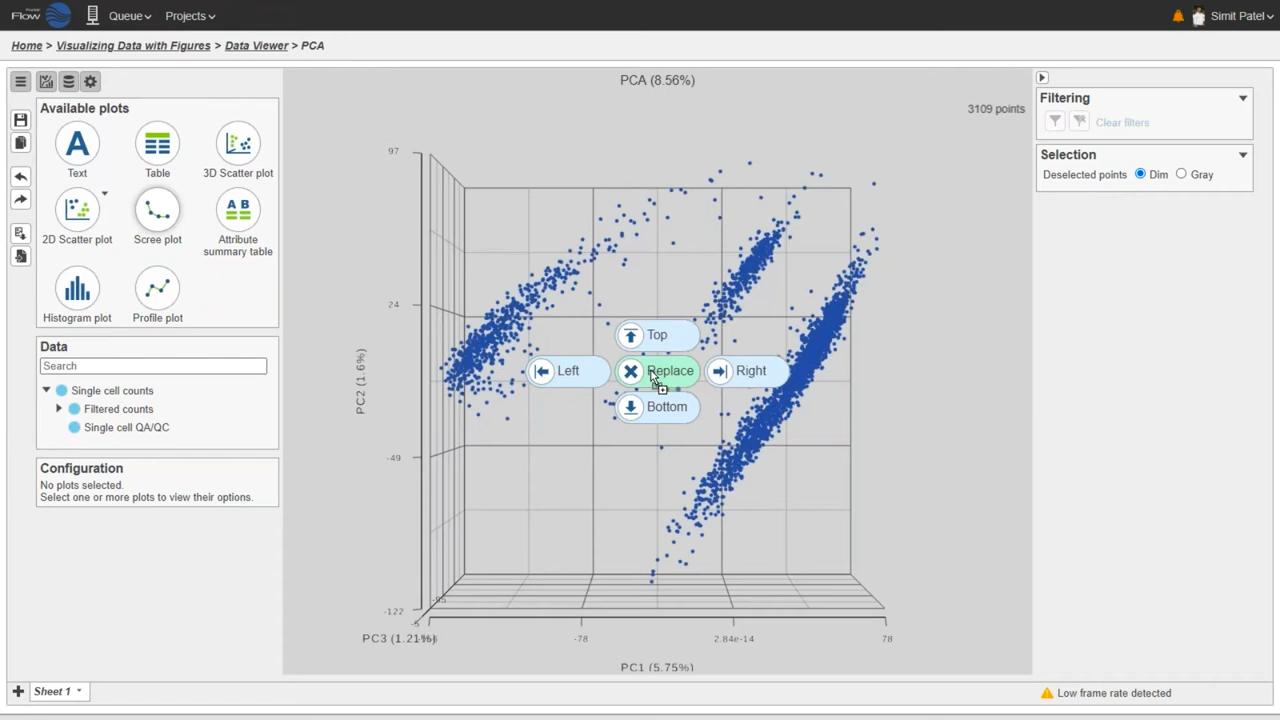 Flow Queue Projects Simit Patel
Home > Visualizing Data with Figures > Data Viewer > PCA
PCA (8.56%)
3109 points
Available plots
A
Text
Table
3D Scatter plot
2D Scatter plot
Scree plot
A B
Attribute
summary table
Histogram plot
Profile plot
Data
Search
Single cell counts
Filtered counts
Single cell QA/QC
Configuration
No plots selected.
Select one or more plots to view their options.
97
24
-49
-122
PC2 (1.6%)
Top
Left
Replace
Right
Bottom
-95
-5
PC3 (1.21%)
-78
2.84e-14
78
PC1 (5.75%)
Filtering
Clear filters
Selection
Deselected points Dim Gray
Sheet 1
Low frame rate detected